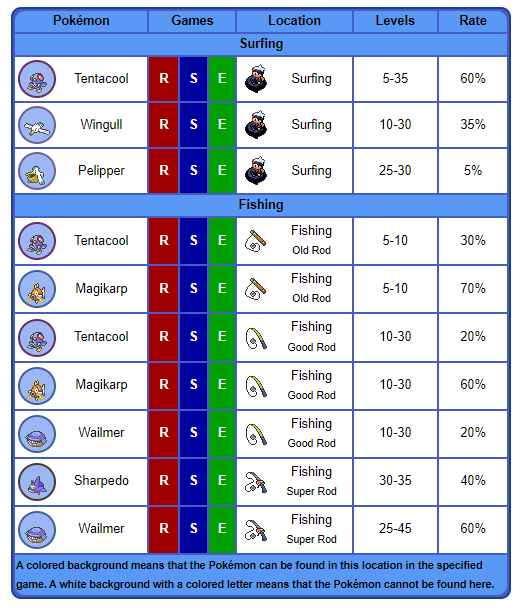 Pokémon Games Location Levels Rate
Surfing
Tentacool R S E Surfing 5-35 60%
Wingull R S E Surfing 10-30 35%
Pelipper R S E Surfing 25-30 5%
Fishing
Tentacool R S E Fishing Old Rod 5-10 30%
Magikarp R S E Fishing Old Rod 5-10 70%
Tentacool R S E Fishing Good Rod 10-30 20%
Magikarp R S E Fishing Good Rod 10-30 60%
Wailmer R S E Fishing Good Rod 10-30 20%
Sharpedo R S E Fishing Super Rod 30-35 40%
Wailmer R S E Fishing Super Rod 25-45 60%
A colored background means that the Pokémon can be found in this location in the specified
game. A white background with a colored letter means that the Pokémon cannot be found here.